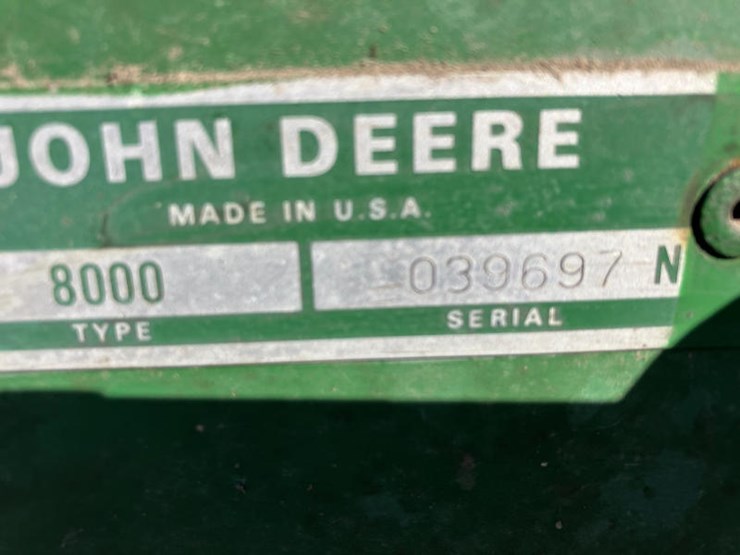 JOHN DEERE
MADE IN U.S.A.
8000 039697 N
TYPE SERIAL